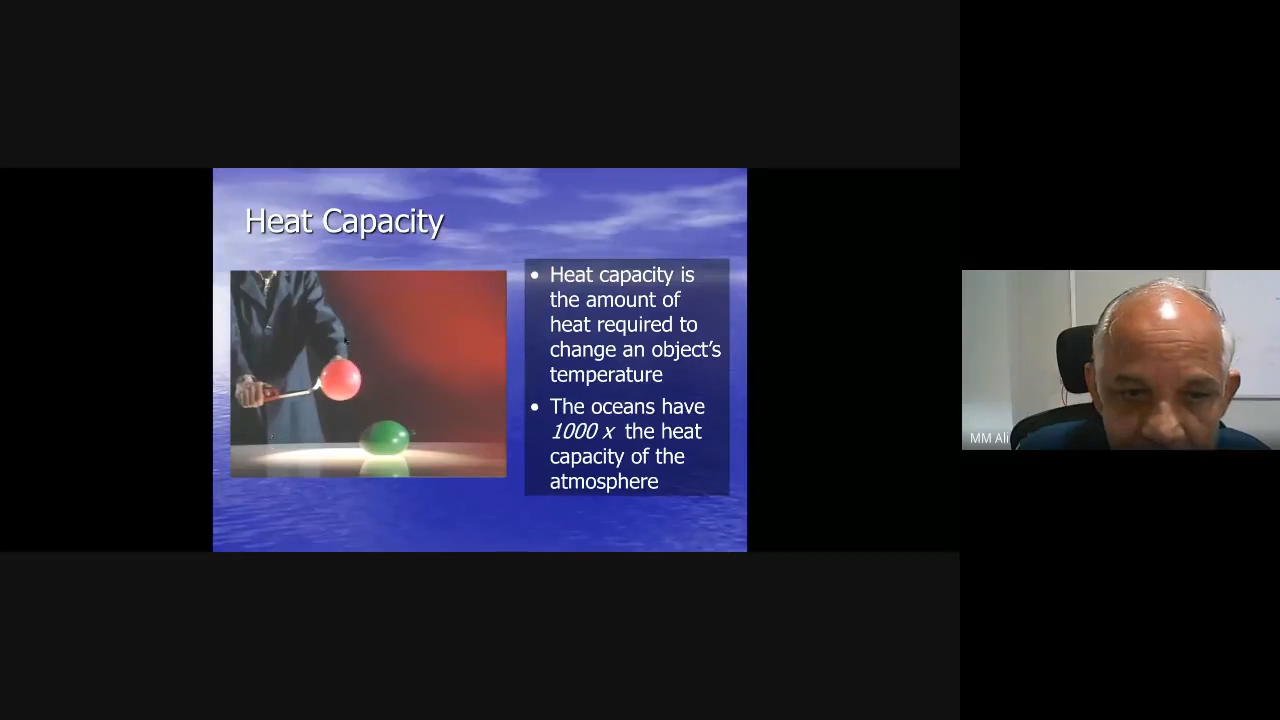 Heat Capacity
• Heat capacity is
the amount of
heat required to
change an object's
temperature
• The oceans have
1000 x the heat
capacity of the
atmosphere
MM Ali